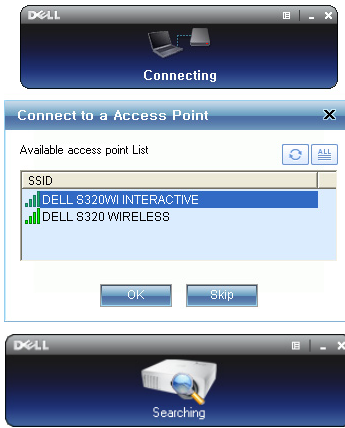 DELL
Connecting
Connect to a Access Point
Available access point List
ALL
SSID
DELL S320WI INTERACTIVE
DELL S320 WIRELESS
OK
Skip
DELL
Searching